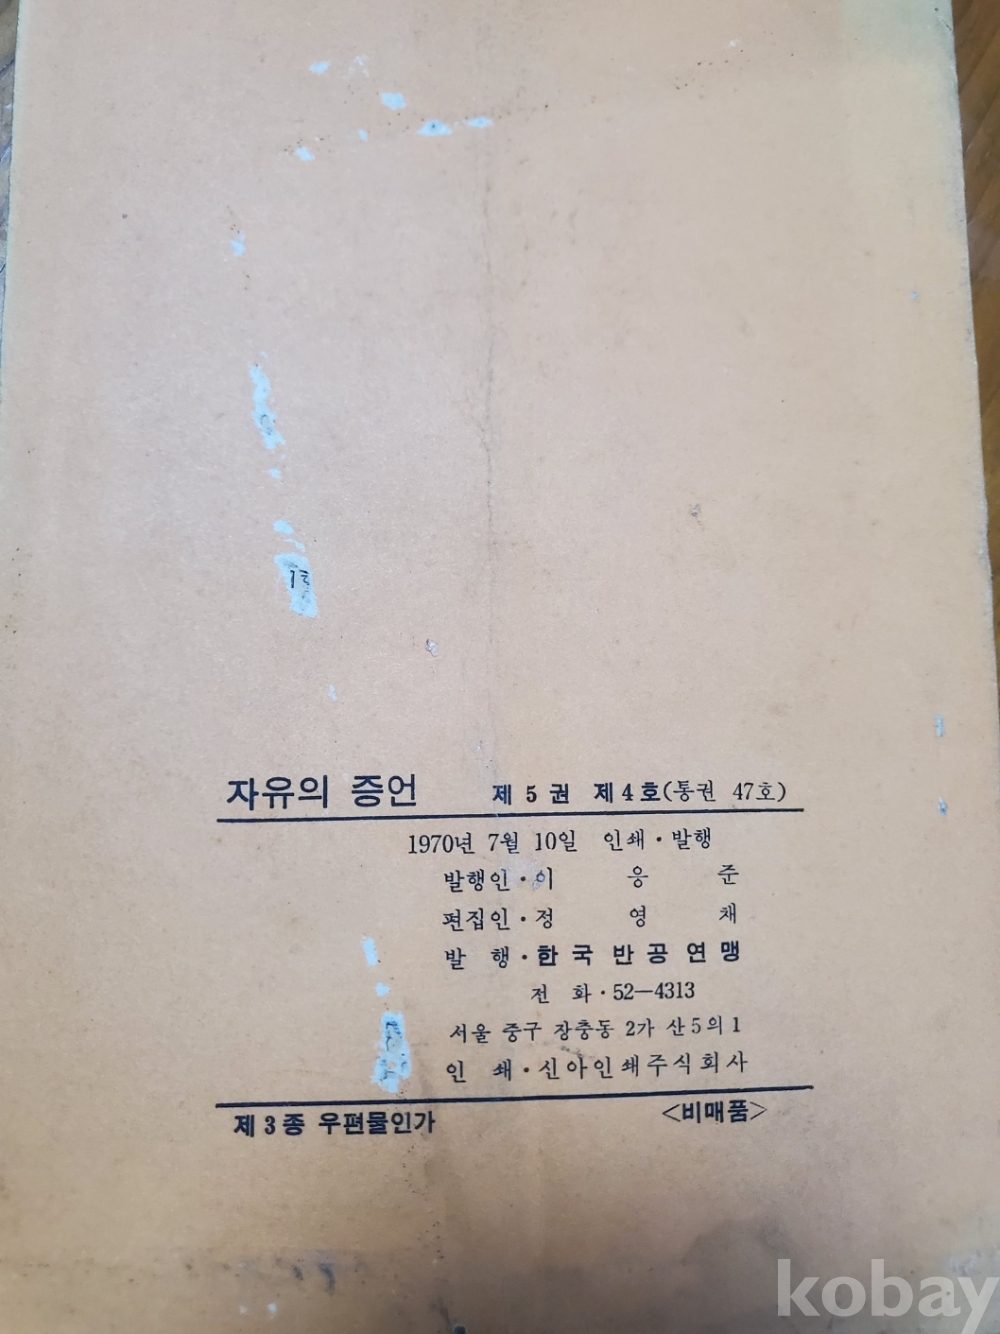 자유의 증언 제 5 권 제 4 호 (통권 47호)
1970년 7월 10일 인쇄 · 발행
발행인 · 이 응 준
편집인 · 정 영 채
발 행 · 한 국 반 공 연 맹
전 화 · 52—4313
서울 중구 장충동 2가 산 5 의 1
인 쇄 · 신아인쇄주식회사
제 3 종 우편물인가 <비매품>
kobay